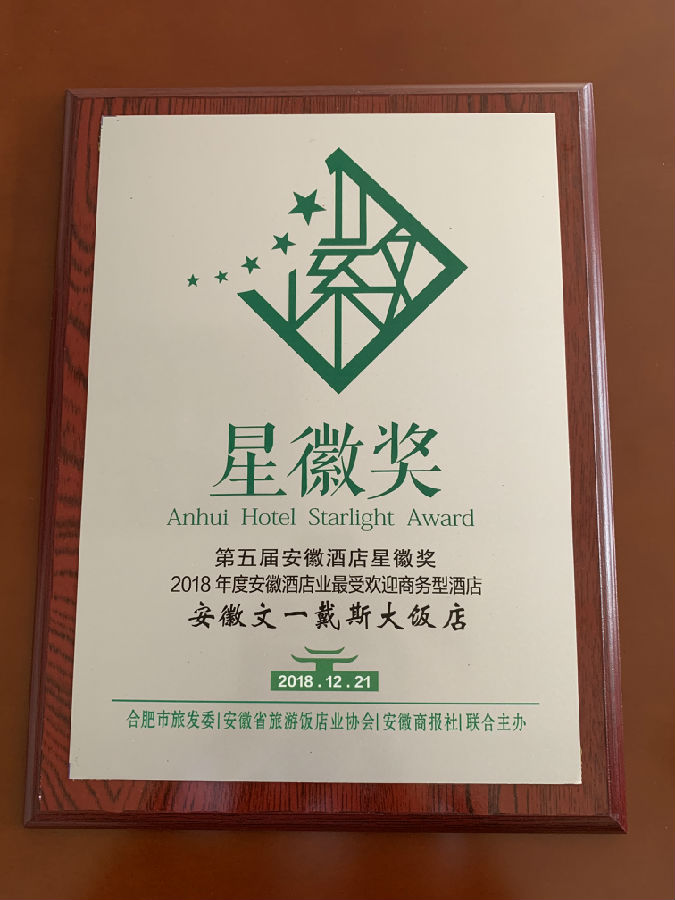 星徽奖
Anhui Hotel Starlight Award
第五届安徽酒店星徽奖
2018年度安徽酒店业最受欢迎商务型酒店
安徽文一戴斯大饭店
2018.12.21
合肥市旅发委|安徽省旅游饭店业协会|安徽商报社|联合主办